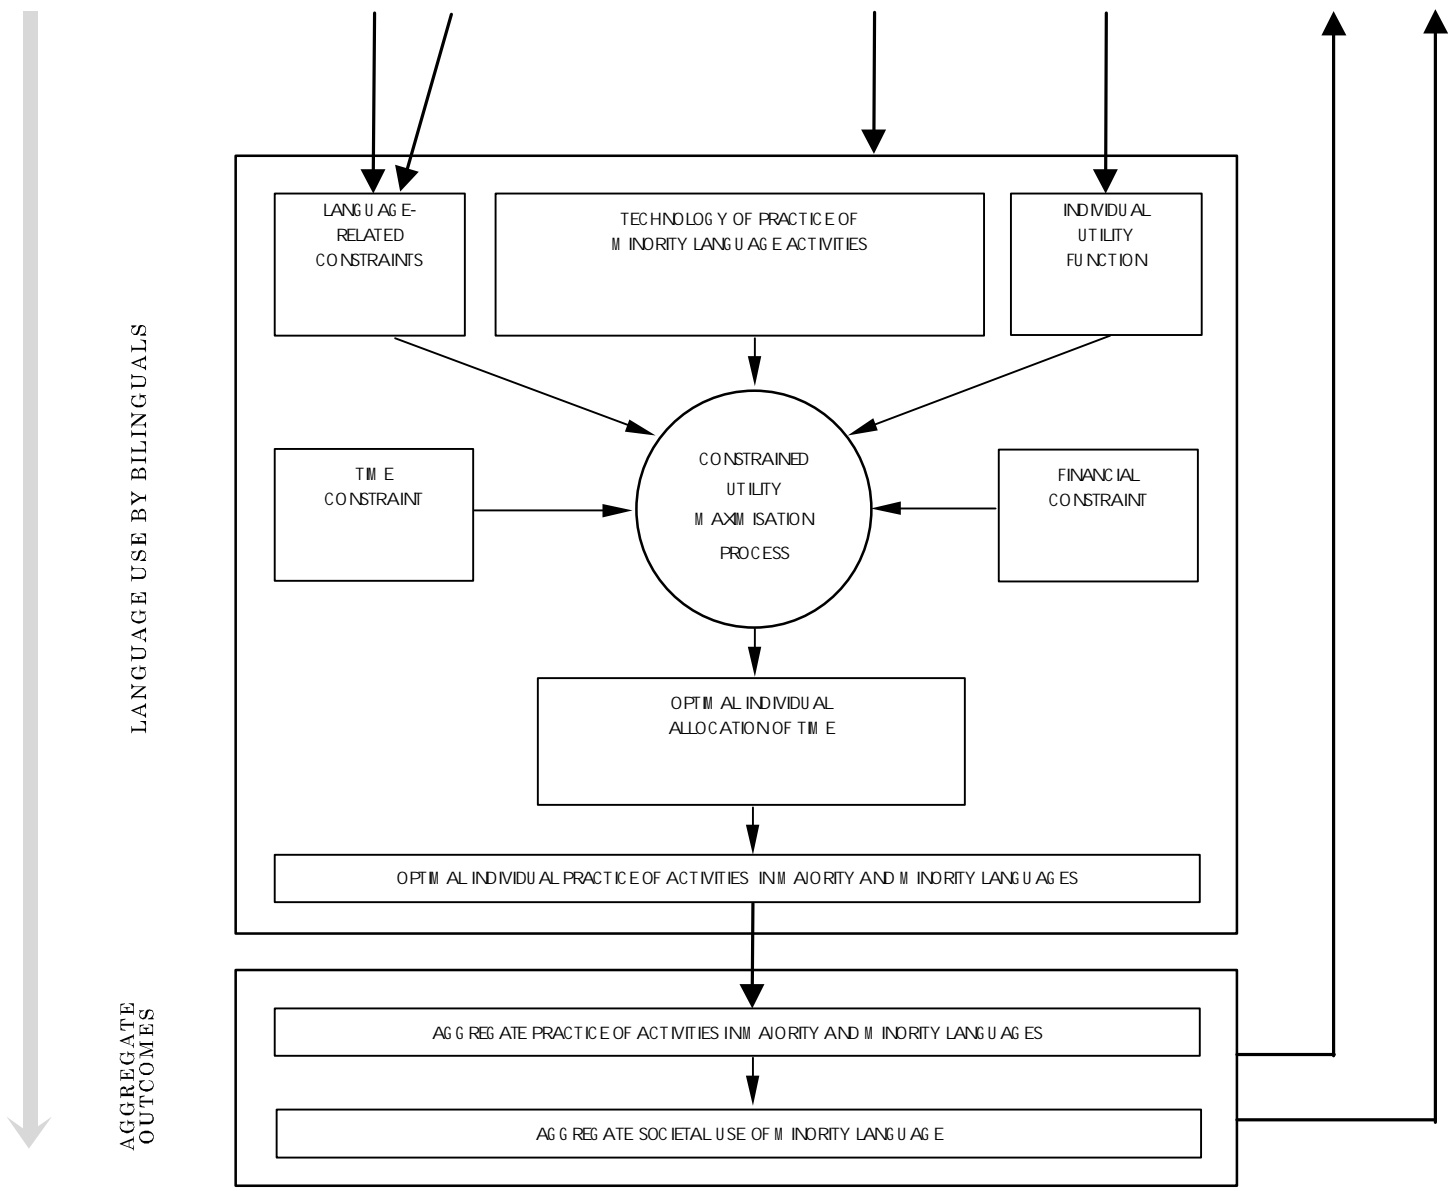 LANGUAGE-
RELATED
CONSTRAINTS
TECHNOLOGY OF PRACTICE OF
MINORITY LANGUAGE ACTIVITIES
INDIVIDUAL
UTILITY
FUNCTION
LANGUAGE USE BY BILINGUALS
TIME
CONSTRAINT
CONSTRAINED
UTILITY
MAXIMISATION
PROCESS
FINANCIAL
CONSTRAINT
OPTIMAL INDIVIDUAL
ALLOCATION OF TIME
OPTIMAL INDIVIDUAL PRACTICE OF ACTIVITIES IN MAJORITY AND MINORITY LANGUAGES
AGGREGATE
OUTCOMES
AGGREGATE PRACTICE OF ACTIVITIES IN MAJORITY AND MINORITY LANGUAGES
AGGREGATE SOCIETAL USE OF MINORITY LANGUAGE